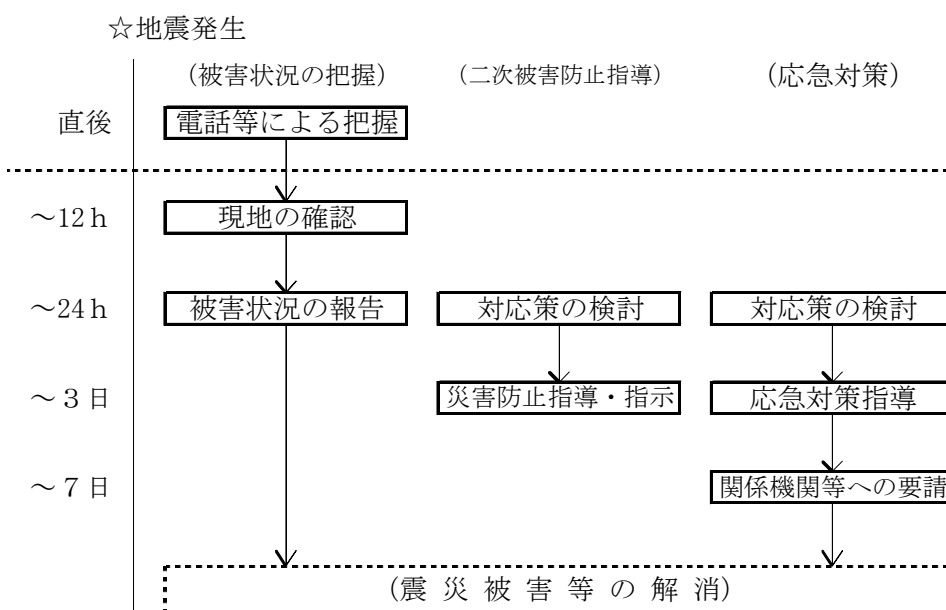 ☆地震発生
(被害状況の把握) (二次被害防止指導) (応急対策)
直後 電話等による把握
～12h 現地の確認
～24h 被害状況の報告 対応策の検討 対応策の検討
～3日 災害防止指導・指示 応急対策指導
～7日 関係機関等への要請
(震災被害等の解消)